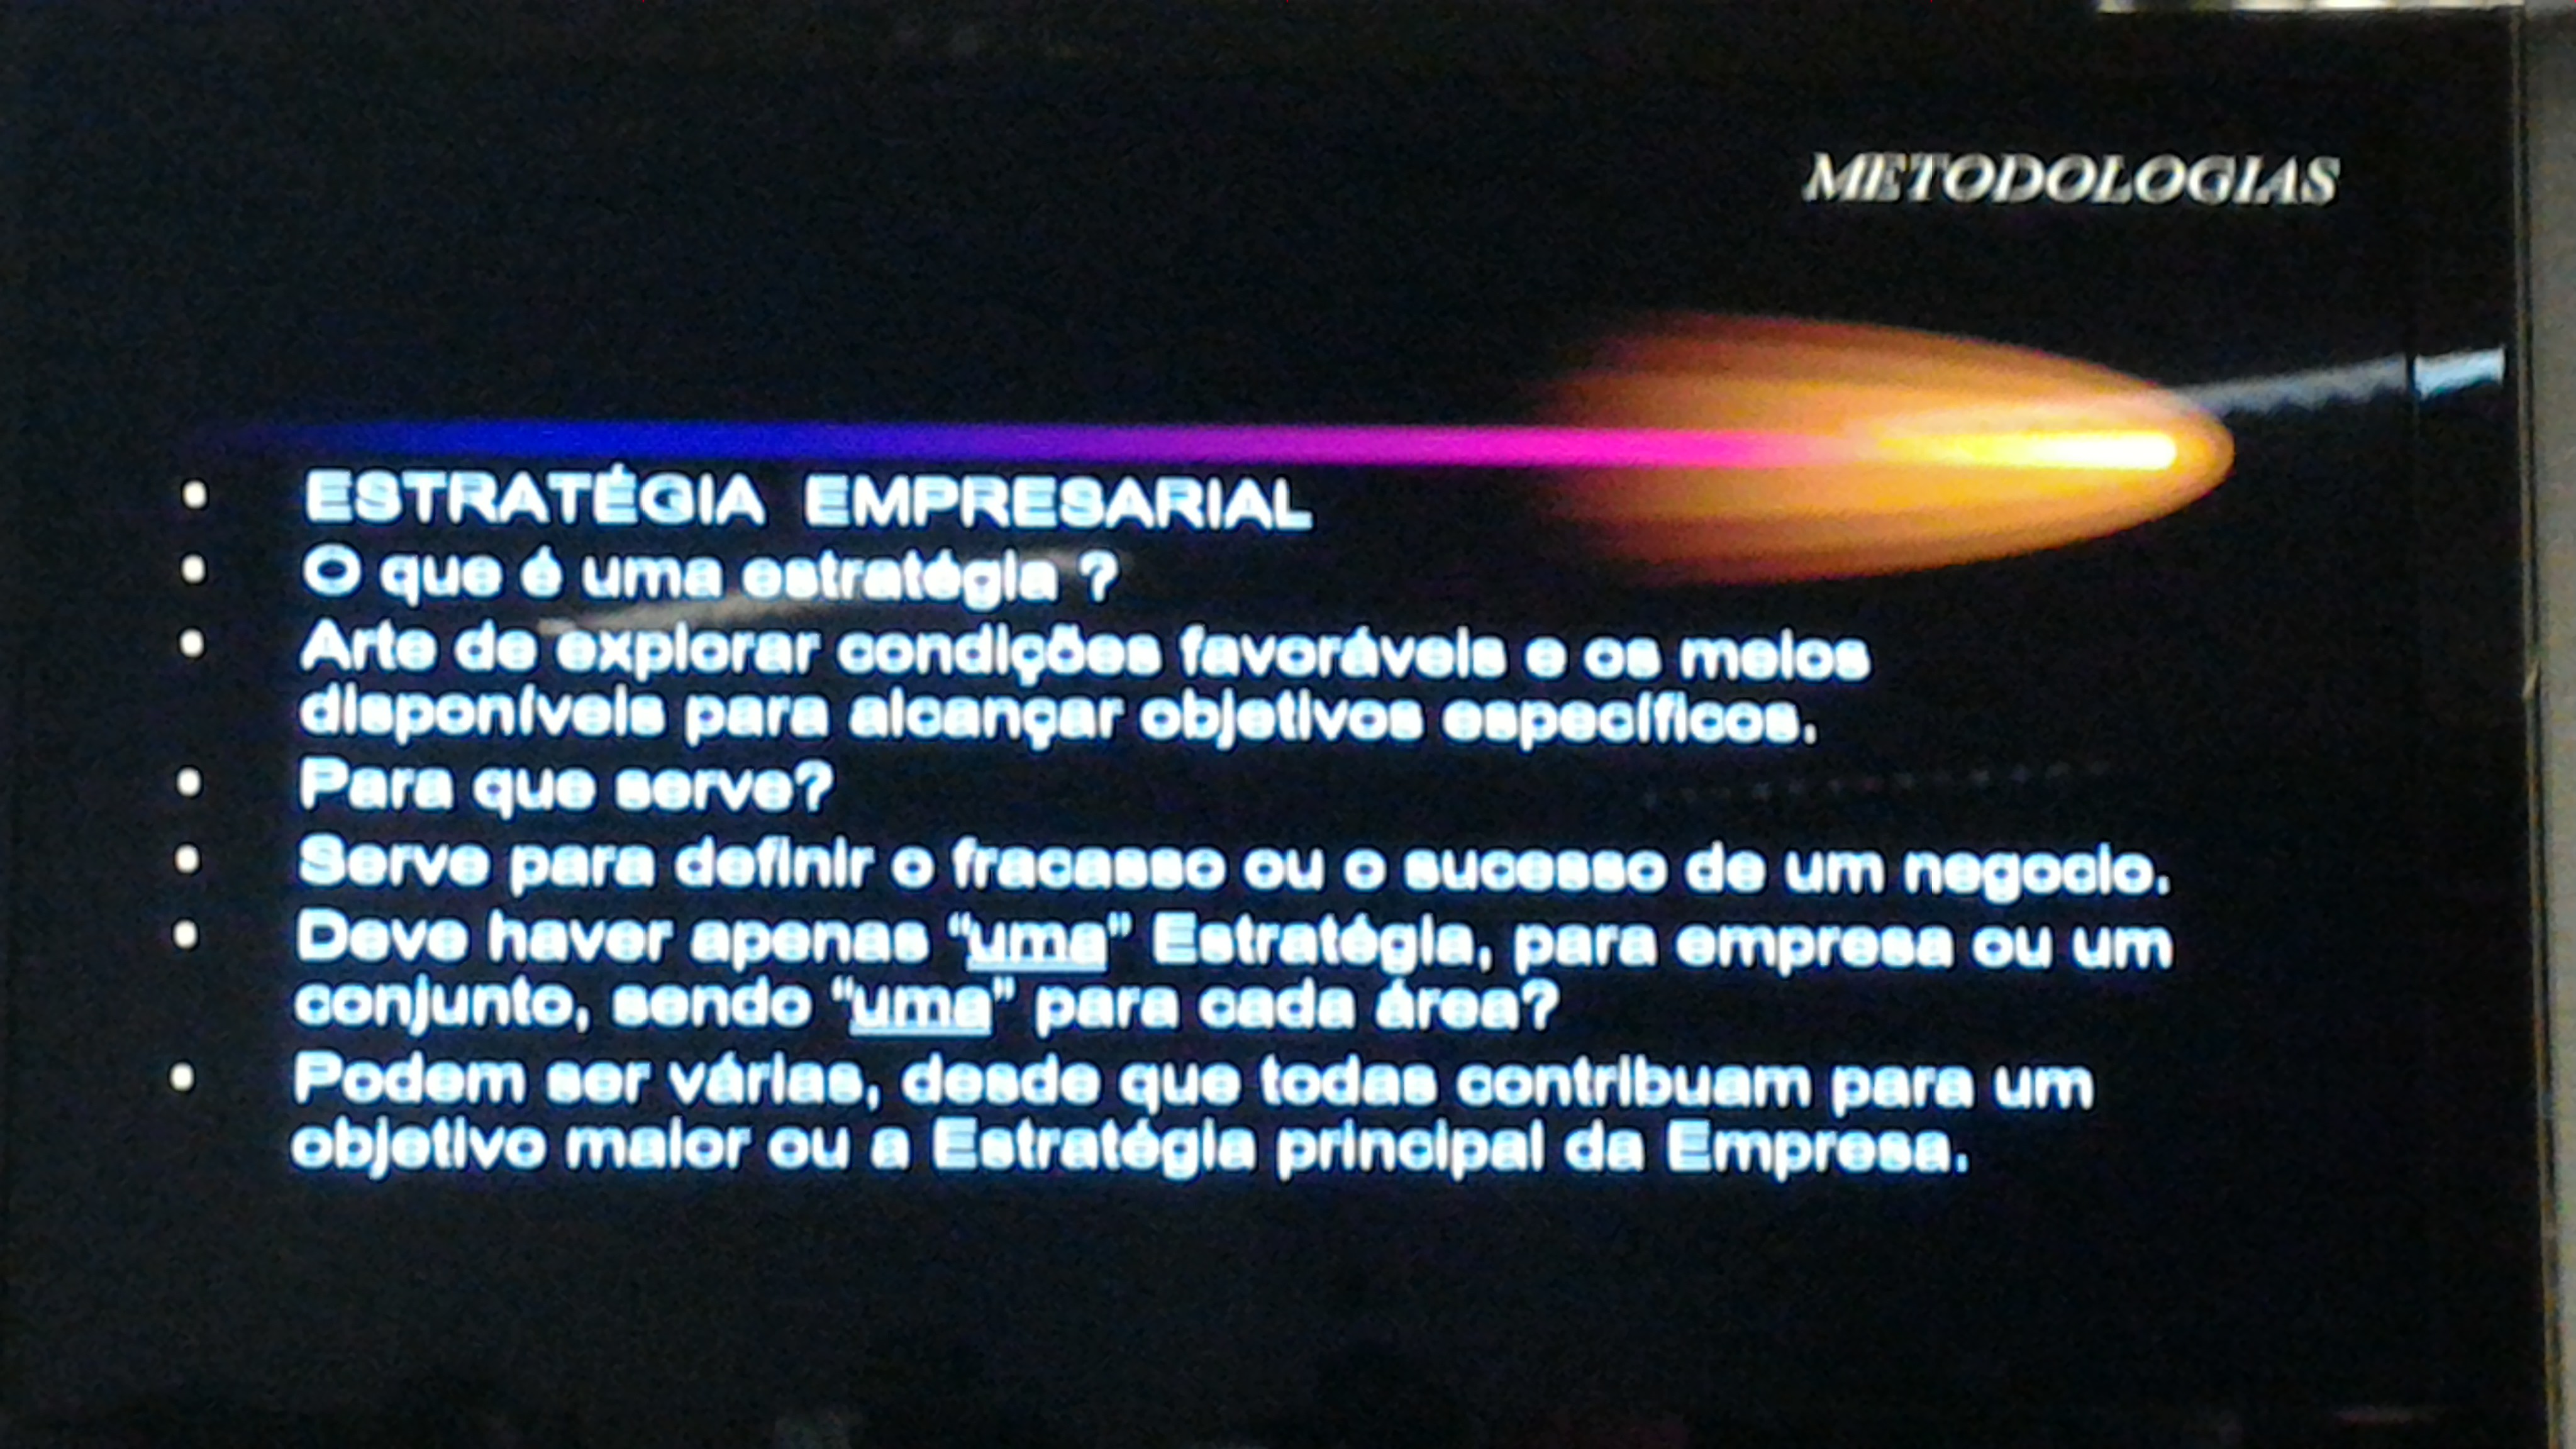 METODOLOGIAS
• ESTRATÉGIA EMPRESARIAL
• O que é uma estratégia ?
• Arte de explorar condições favoráveis e os meios
disponíveis para alcançar objetivos específicos.
• Para que serve?
• Serve para definir o fracasso ou o sucesso de um negocio.
• Deve haver apenas “uma” Estratégia, para empresa ou um
conjunto, sendo “uma” para cada área?
• Podem ser várias, desde que todas contribuam para um
objetivo maior ou a Estratégia principal da Empresa.